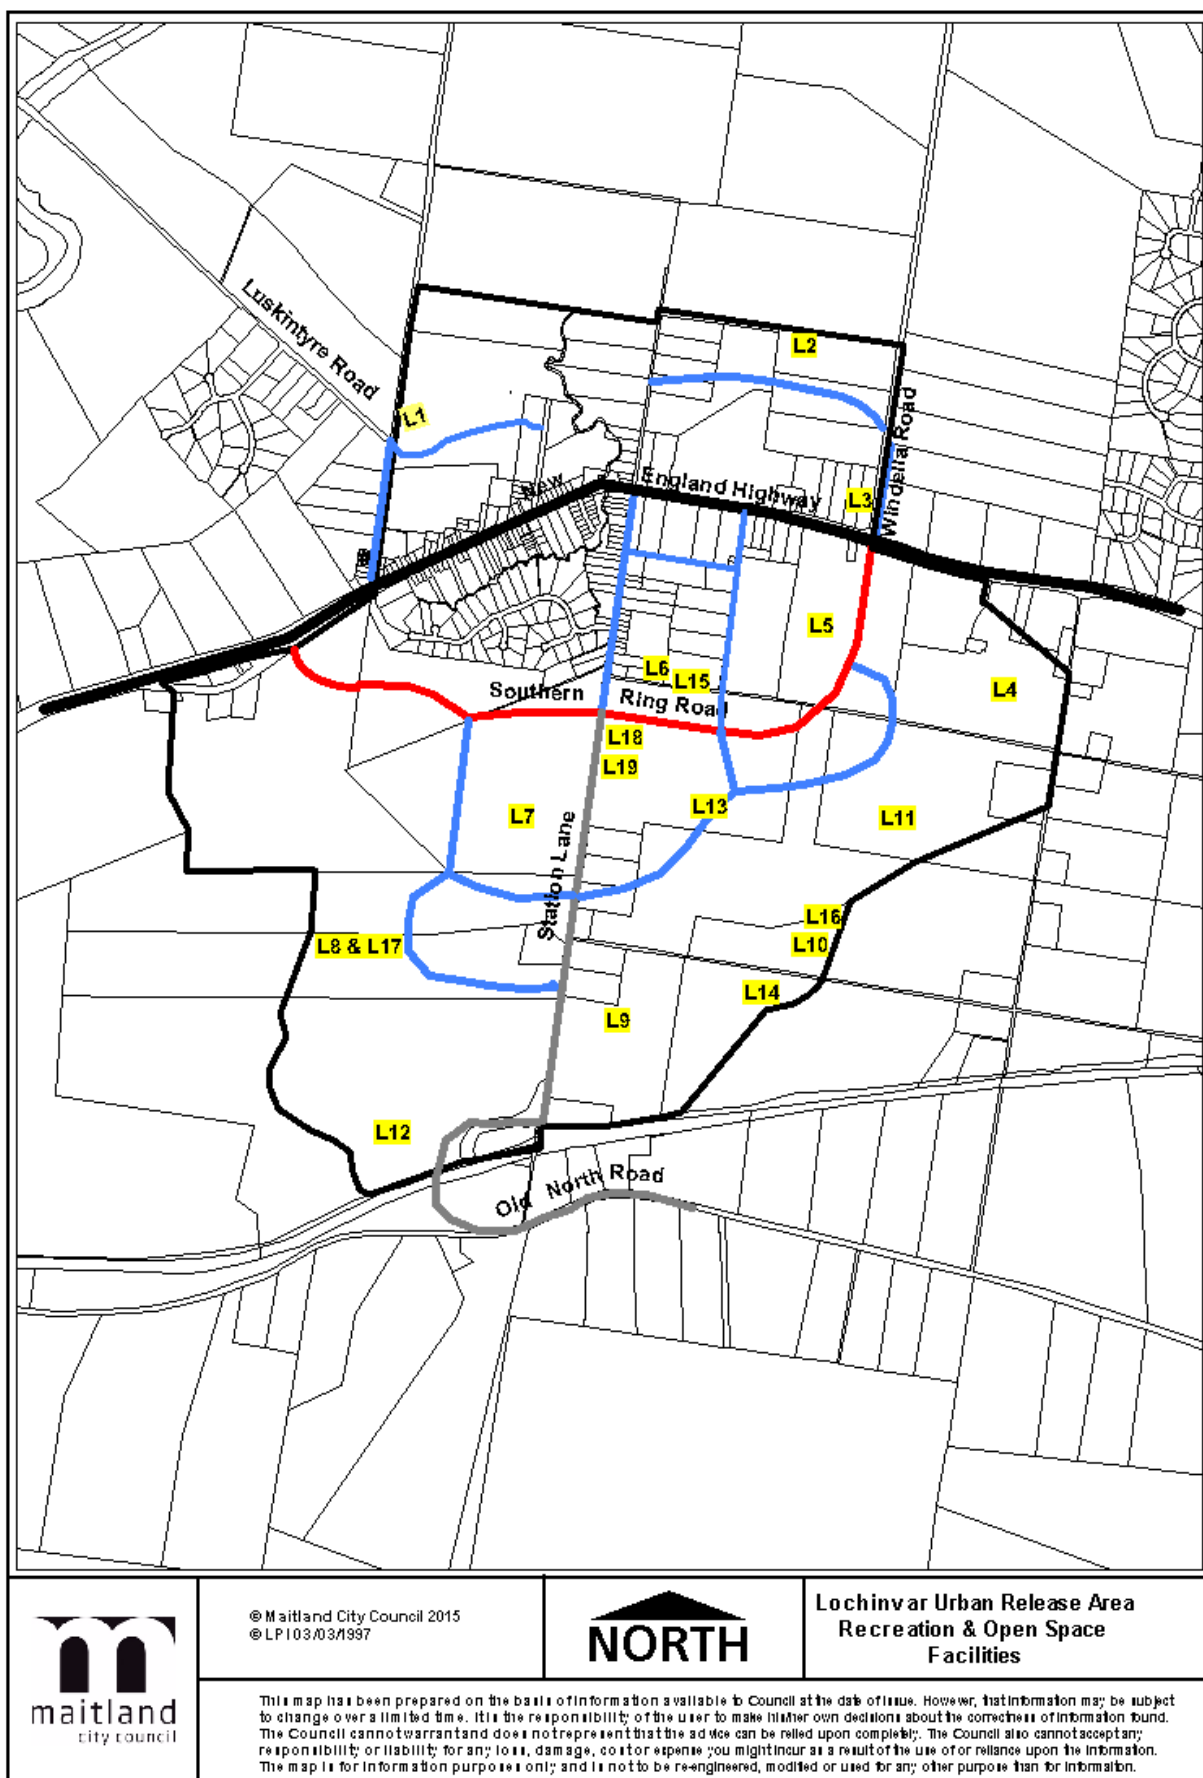 L2
Luskintyre Road
L1
Windella Road
New
England Highway
L3
L5
L6
L15
L4
Southern
Ring Road
L18
L19
L7
L13
L11
Station Lane
L16
L8 & L17
L10
L14
L9
L12
Old North Road
maitland
city council
© Maitland City Council 2015
© LPI 03/03/1997
NORTH
Lochinvar Urban Release Area
Recreation & Open Space
Facilities
This map has been prepared on the basis of information available to Council at the date of issue. However, that information may be subject
to change over a limited time. It is the responsibility of the user to make his/her own decisions about the correctness of information found.
The Council cannot warrant and does not represent that the advice can be relied upon completely. The Council also cannot accept any
responsibility or liability for any loss, damage, cost or expense you might incur as a result of the use of or reliance upon the information.
The map is for information purposes only and is not to be re-engineered, modified or used for any other purpose than for information.